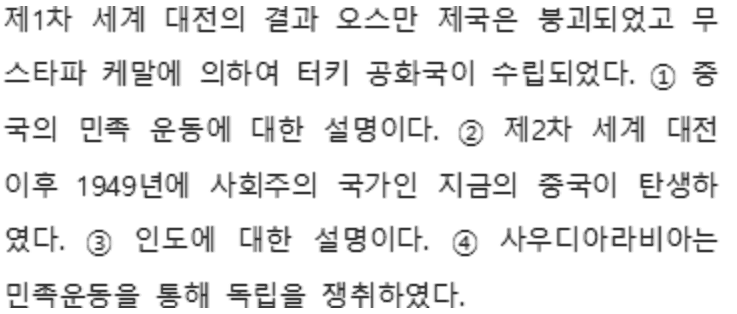 제1차 세계 대전의 결과 오스만 제국은 붕괴되었고 무
스타파 케말에 의하여 터키 공화국이 수립되었다. ① 중
국의 민족 운동에 대한 설명이다. ② 제2차 세계 대전
이후 1949년에 사회주의 국가인 지금의 중국이 탄생하
였다. ③ 인도에 대한 설명이다. ④ 사우디아라비아는
민족운동을 통해 독립을 쟁취하였다.